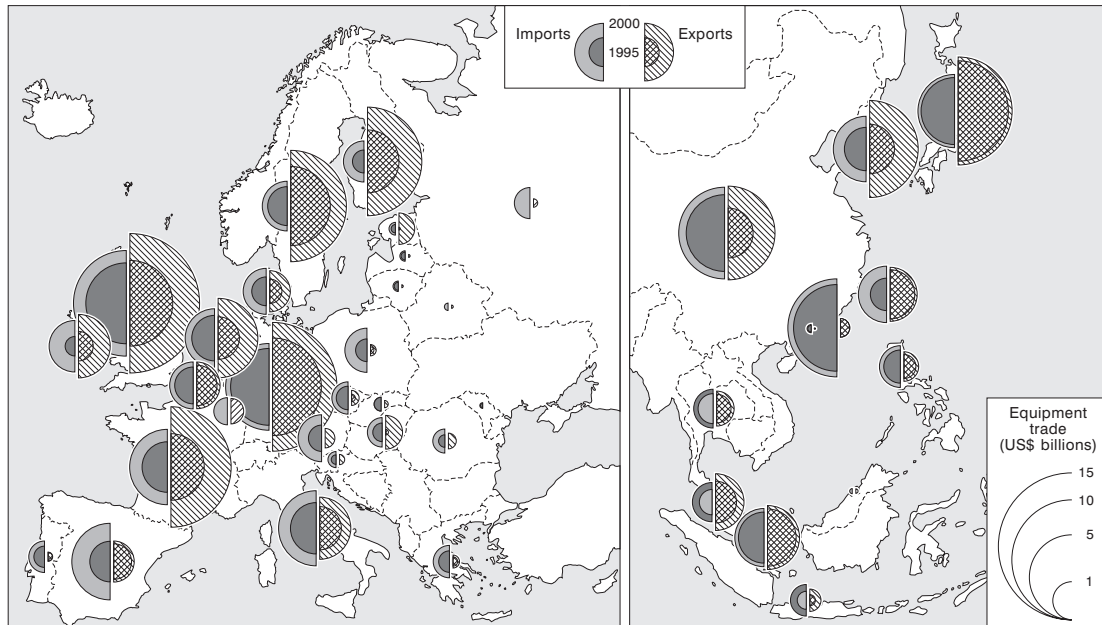 Imports
2000
1995
Exports
Equipment
trade
(US$ billions)
15
10
5
1